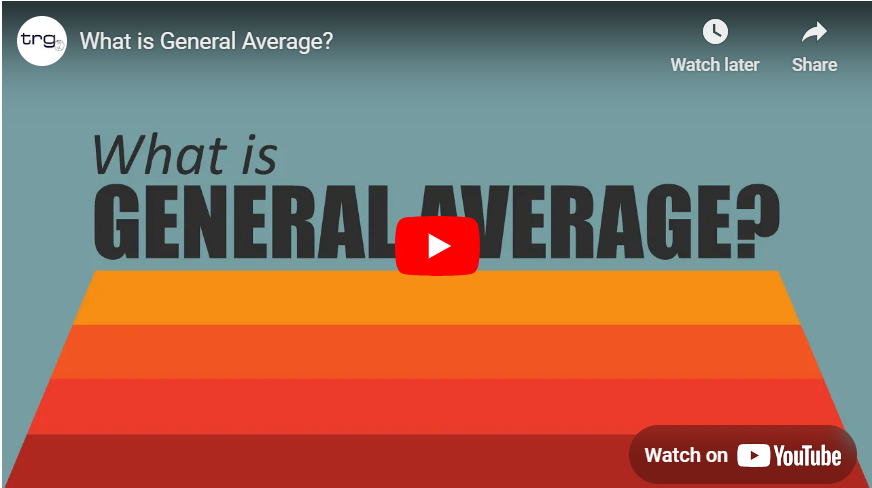 trg
What is General Average?
Watch later
Share
What is
GENERAL AVERAGE?
Watch on YouTube